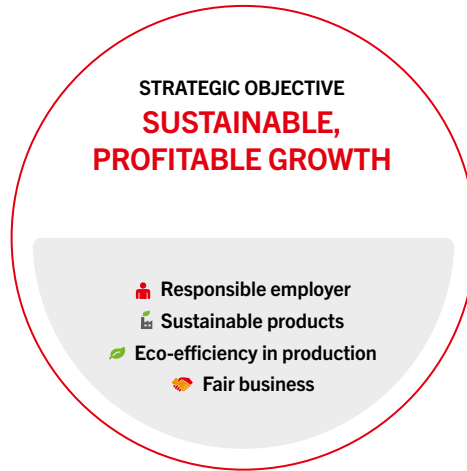 STRATEGIC OBJECTIVE
SUSTAINABLE,
PROFITABLE GROWTH
Responsible employer
Sustainable products
Eco-efficiency in production
Fair business